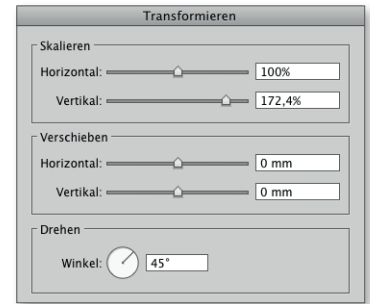 Transformieren
Skalieren
Horizontal: 100%
Vertikal: 172,4%
Verschieben
Horizontal: 0 mm
Vertikal: 0 mm
Drehen
Winkel: 45°